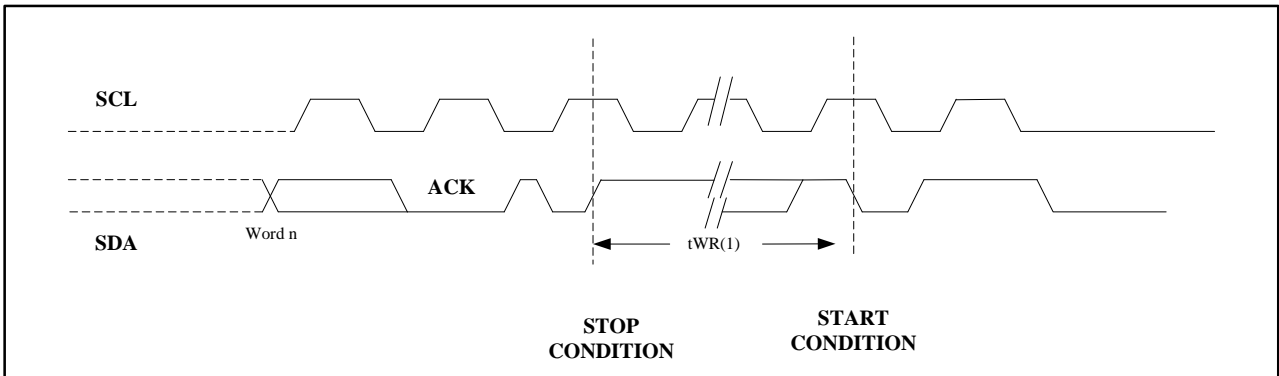 SCL
ACK
Word n
SDA
tWR(1)
STOP
CONDITION
START
CONDITION